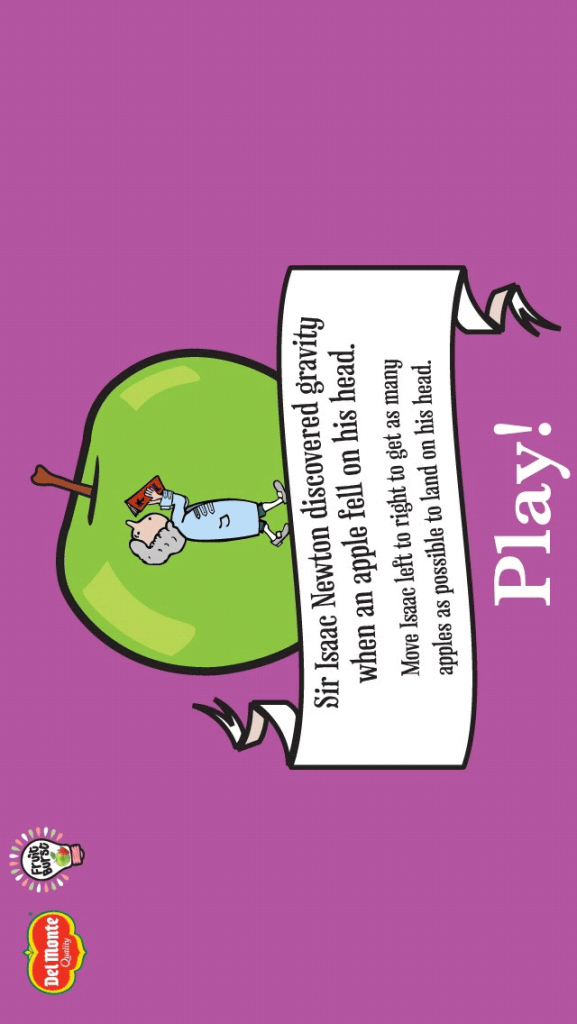 Del Monte
Quality
Fruit
Burst
Sir Isaac Newton discovered gravity
when an apple fell on his head.
Move Isaac left to right to get as many
apples as possible to land on his head.
Play!